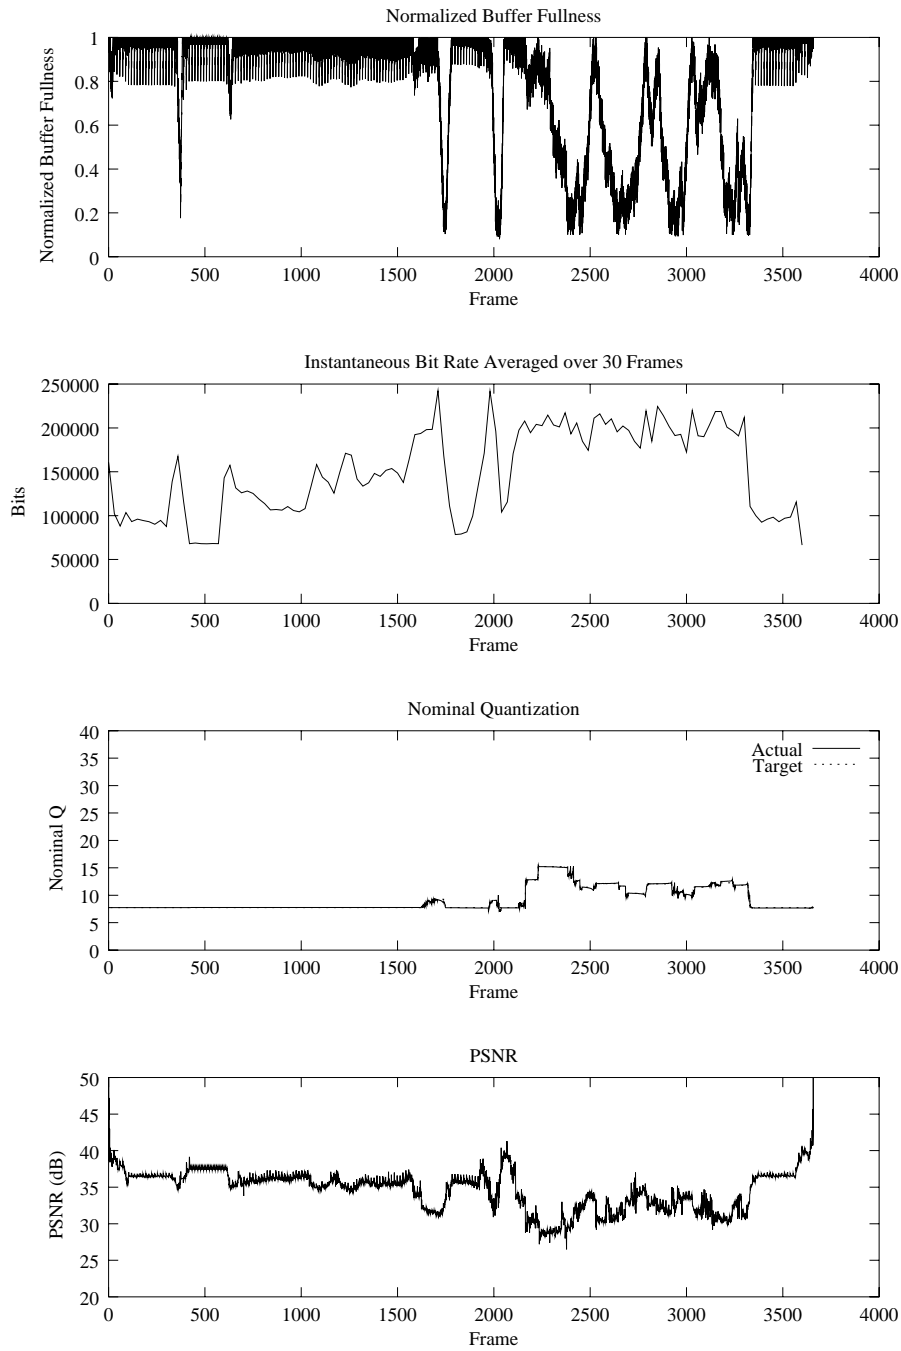 Normalized Buffer Fullness
Normalized Buffer Fullness
1
0.8
0.6
0.4
0.2
0
0 500 1000 1500 2000 2500 3000 3500 4000
Frame
Instantaneous Bit Rate Averaged over 30 Frames
Bits
250000
200000
150000
100000
50000
0
0 500 1000 1500 2000 2500 3000 3500 4000
Frame
Nominal Quantization
Nominal Q
40
35
30
25
20
15
10
5
0
Actual
Target
0 500 1000 1500 2000 2500 3000 3500 4000
Frame
PSNR
PSNR (dB)
50
45
40
35
30
25
20
0 500 1000 1500 2000 2500 3000 3500 4000
Frame